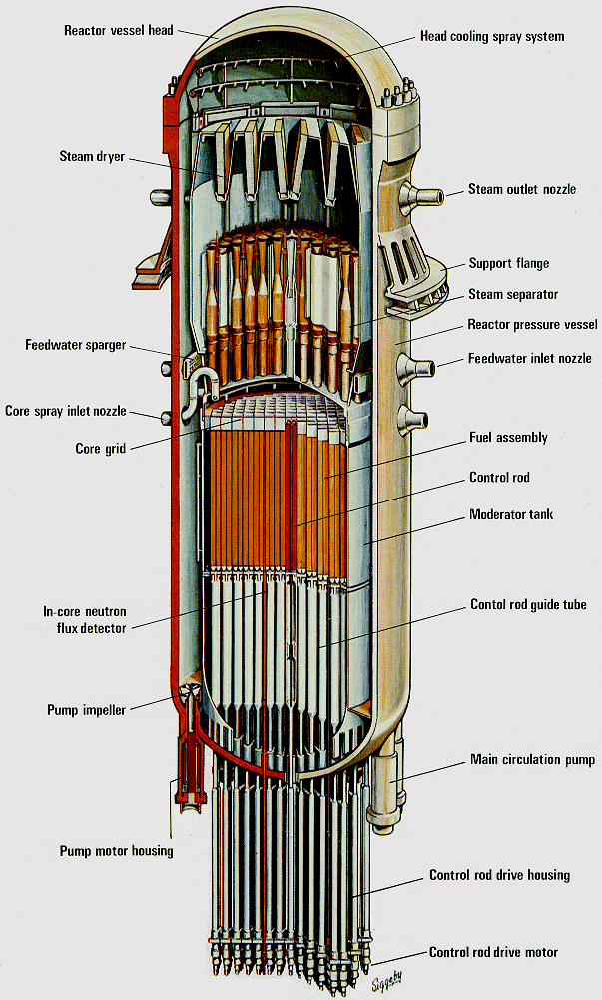 Reactor vessel head
Head cooling spray system
Steam dryer
Steam outlet nozzle
Support flange
Steam separator
Reactor pressure vessel
Feedwater sparger
Feedwater inlet nozzle
Core spray inlet nozzle
Core grid
Fuel assembly
Control rod
Moderator tank
In-core neutron
flux detector
Contol rod guide tube
Pump impeller
Main circulation pump
Pump motor housing
Control rod drive housing
Control rod drive motor
Siggeby